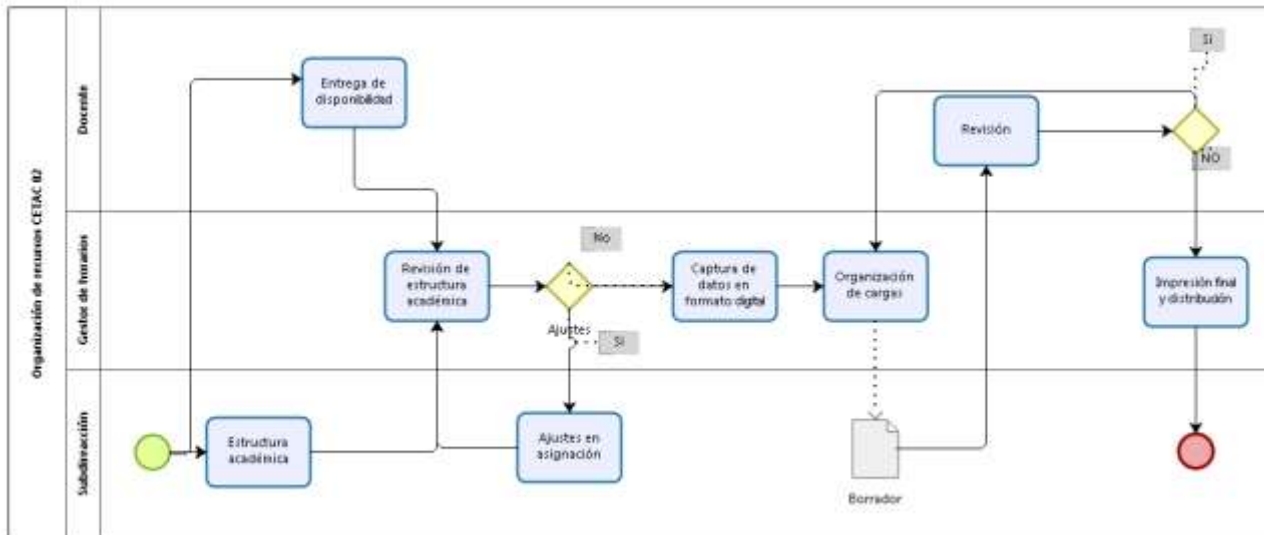 Organización de recursos CETAC 02
Docente
Entrega de
disponibilidad
Revisión
Si
NO
Gestor de horarios
Revisión de
estructura
académica
No
Ajustes
Si
Captura de
datos en
formato digital
Organización
de cargas
Impresión final
y distribución
Subdirección
Estructura
académica
Ajustes en
asignación
Borrador